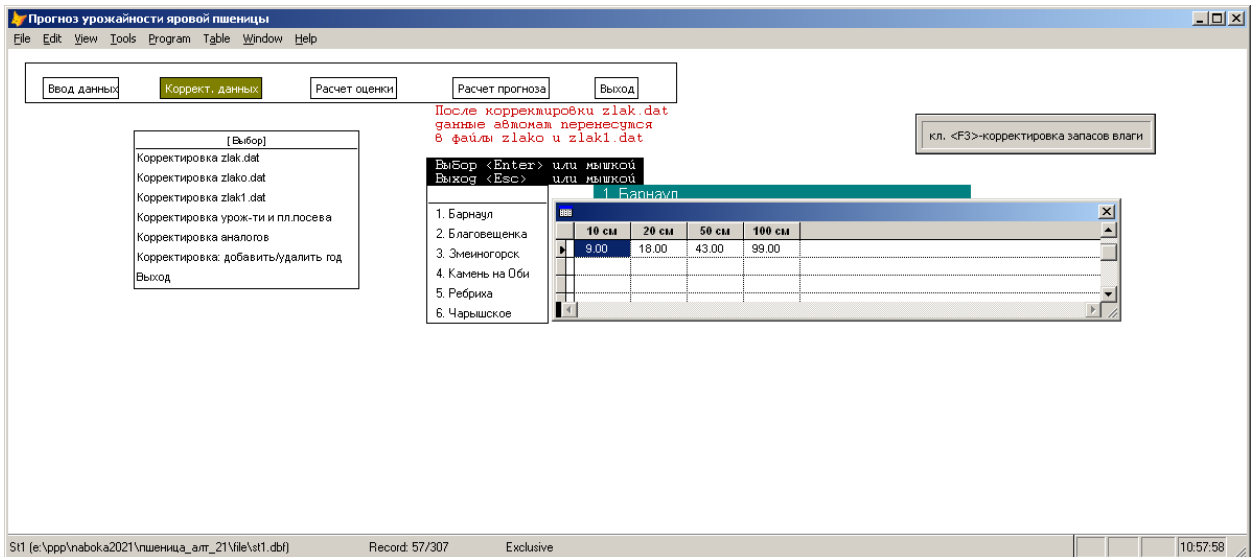 Прогноз урожайности яровой пшеницы
File Edit View Tools Program Table Window Help
Ввод данных Коррект. данных Расчет оценки Расчет прогноза Выход
После корректировки zlak.dat
данные автомат перенесутся
в файлы zlako и zlak1.dat
кл. <F3>-корректировка запасов влаги
[Выбор]
Корректировка zlak.dat
Корректировка zlako.dat
Корректировка zlak1.dat
Корректировка урож-ти и пл.посева
Корректировка аналогов
Корректировка: добавить/удалить год
Выход
Выбор <Enter> или мышкой
Выход <Esc> или мышкой
1. Барнаул
1. Барнаул
2. Благовещенка
3. Змеиногорск
4. Камень на Оби
5. Ребриха
6. Чарышское
10 см 20 см 50 см 100 см
9.00 18.00 43.00 99.00
St1 (e:\ppp\naboka2021\пшеница_алт_21\file\st1.dbf) Record: 57/307 Exclusive 10:57:58